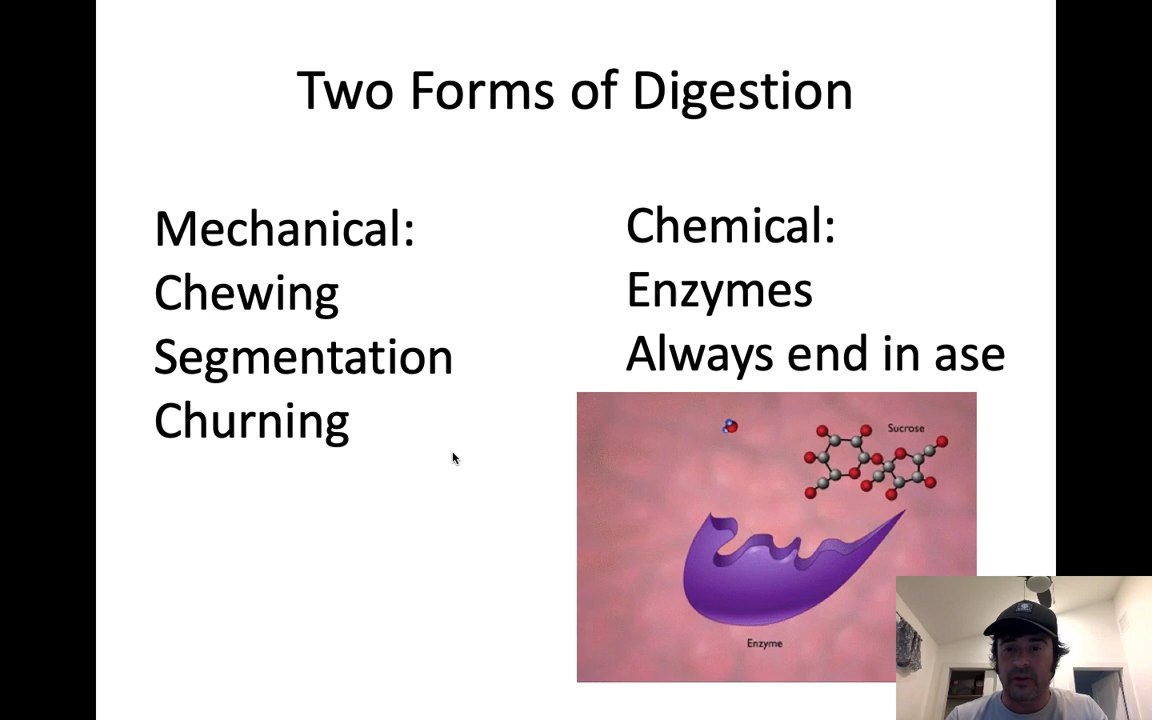 Two Forms of Digestion
Mechanical:
Chewing
Segmentation
Churning
Chemical:
Enzymes
Always end in ase
Sucrose
Enzyme